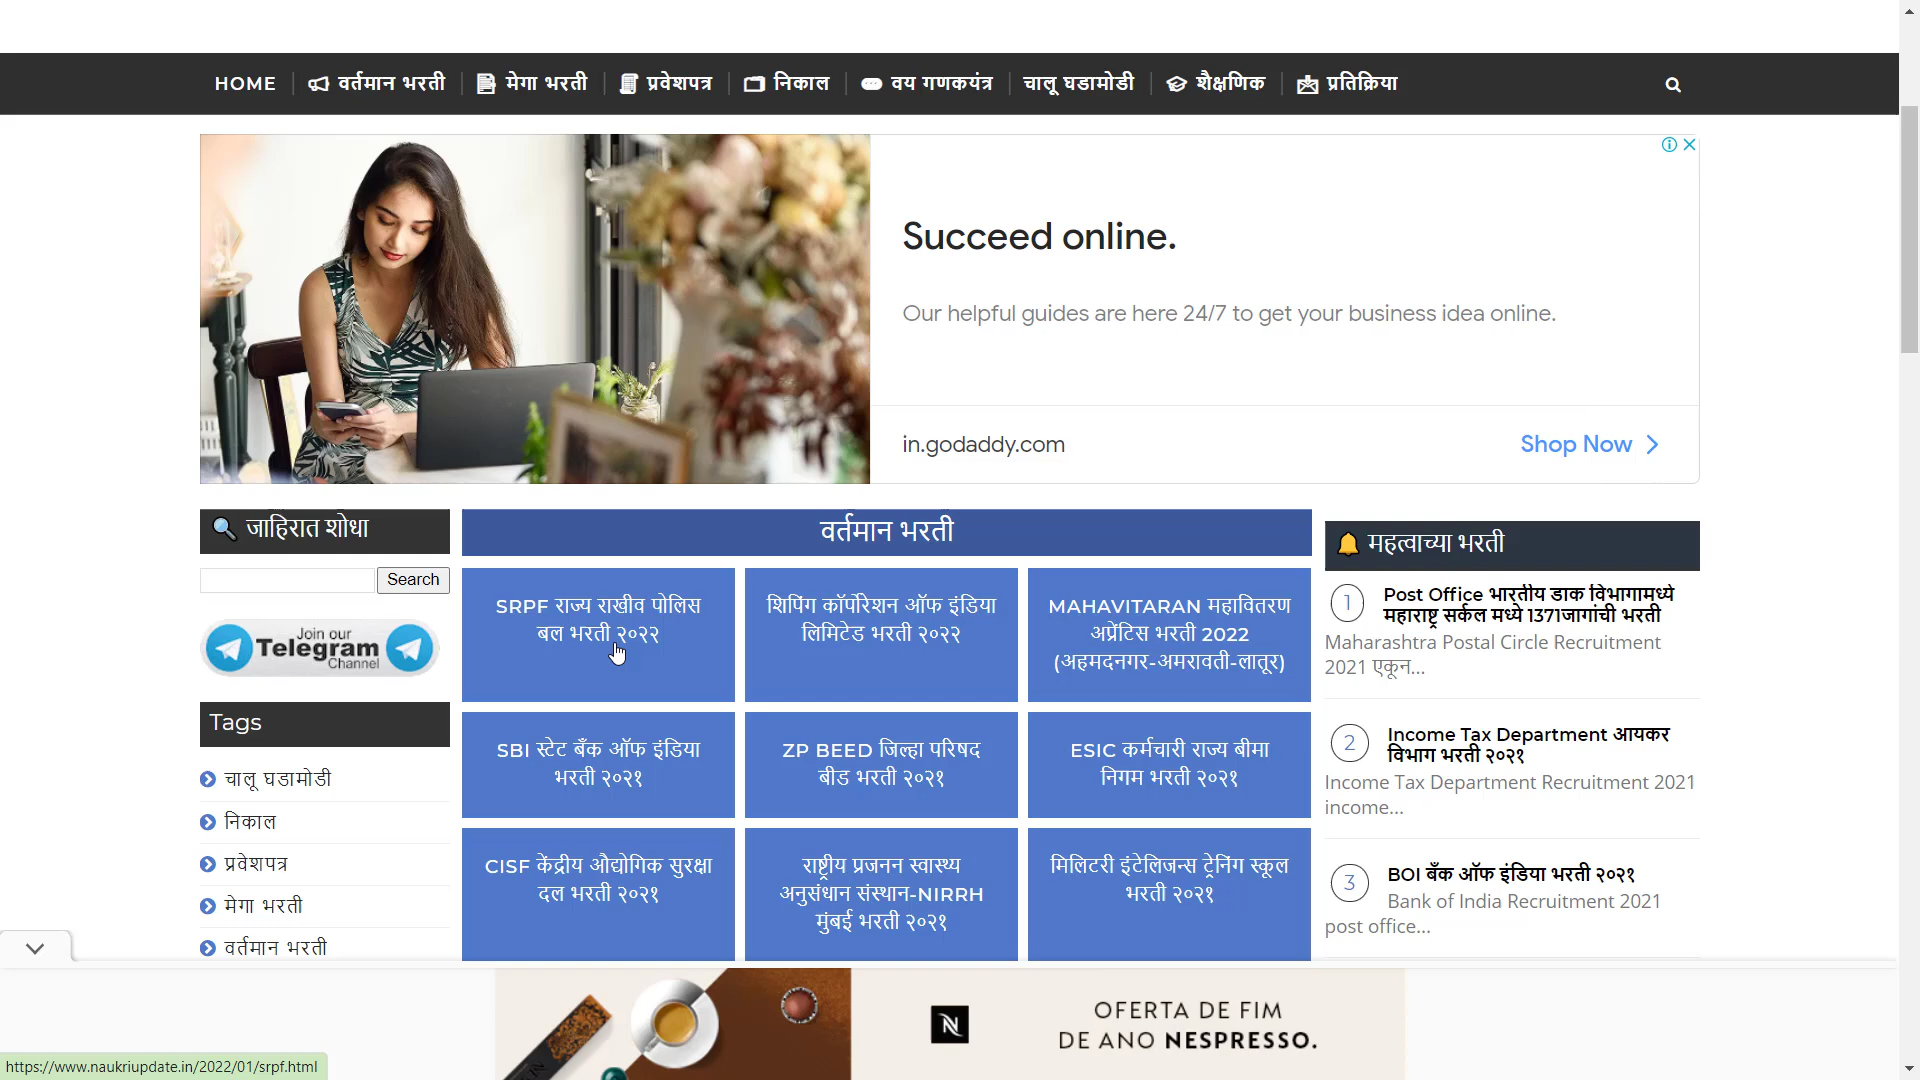 HOME
वर्तमान भरती
मेगा भरती
प्रवेशपत्र
निकाल
वय गणकयंत्र
चालू घडामोडी
शैक्षणिक
प्रतिक्रिया
Succeed online.
Our helpful guides are here 24/7 to get your business idea online.
in.godaddy.com
Shop Now
जाहिरात शोधा
Search
Join our
Telegram
Channel
Tags
चालू घडामोडी
निकाल
प्रवेशपत्र
मेगा भरती
वर्तमान भरती
वर्तमान भरती
SRPF राज्य राखीव पोलिस
बल भरती २०२२
शिपिंग कॉर्पोरेशन ऑफ इंडिया
लिमिटेड भरती २०२२
MAHAVITARAN महावितरण
अप्रेंटिस भरती 2022
(अहमदनगर-अमरावती-लातूर)
SBI स्टेट बँक ऑफ इंडिया
भरती २०२१
ZP BEED जिल्हा परिषद
बीड भरती २०२१
ESIC कर्मचारी राज्य बीमा
निगम भरती २०२१
CISF केंद्रीय औद्योगिक सुरक्षा
दल भरती २०२१
राष्ट्रीय प्रजनन स्वास्थ्य
अनुसंधान संस्थान-NIRRH
मुंबई भरती २०२१
मिलिटरी इंटेलिजन्स ट्रेनिंग स्कूल
भरती २०२१
महत्वाच्या भरती
1
Post Office भारतीय डाक विभागामध्ये
महाराष्ट्र सर्कल मध्ये 1371जागांची भरती
Maharashtra Postal Circle Recruitment
2021 एकून...
2
Income Tax Department आयकर
विभाग भरती २०२१
Income Tax Department Recruitment 2021
income...
3
BOI बँक ऑफ इंडिया भरती २०२१
Bank of India Recruitment 2021
post office...
N
OFERTA DE FIM
DE ANO NESPRESSO.
https://www.naukriupdate.in/2022/01/srpf.html